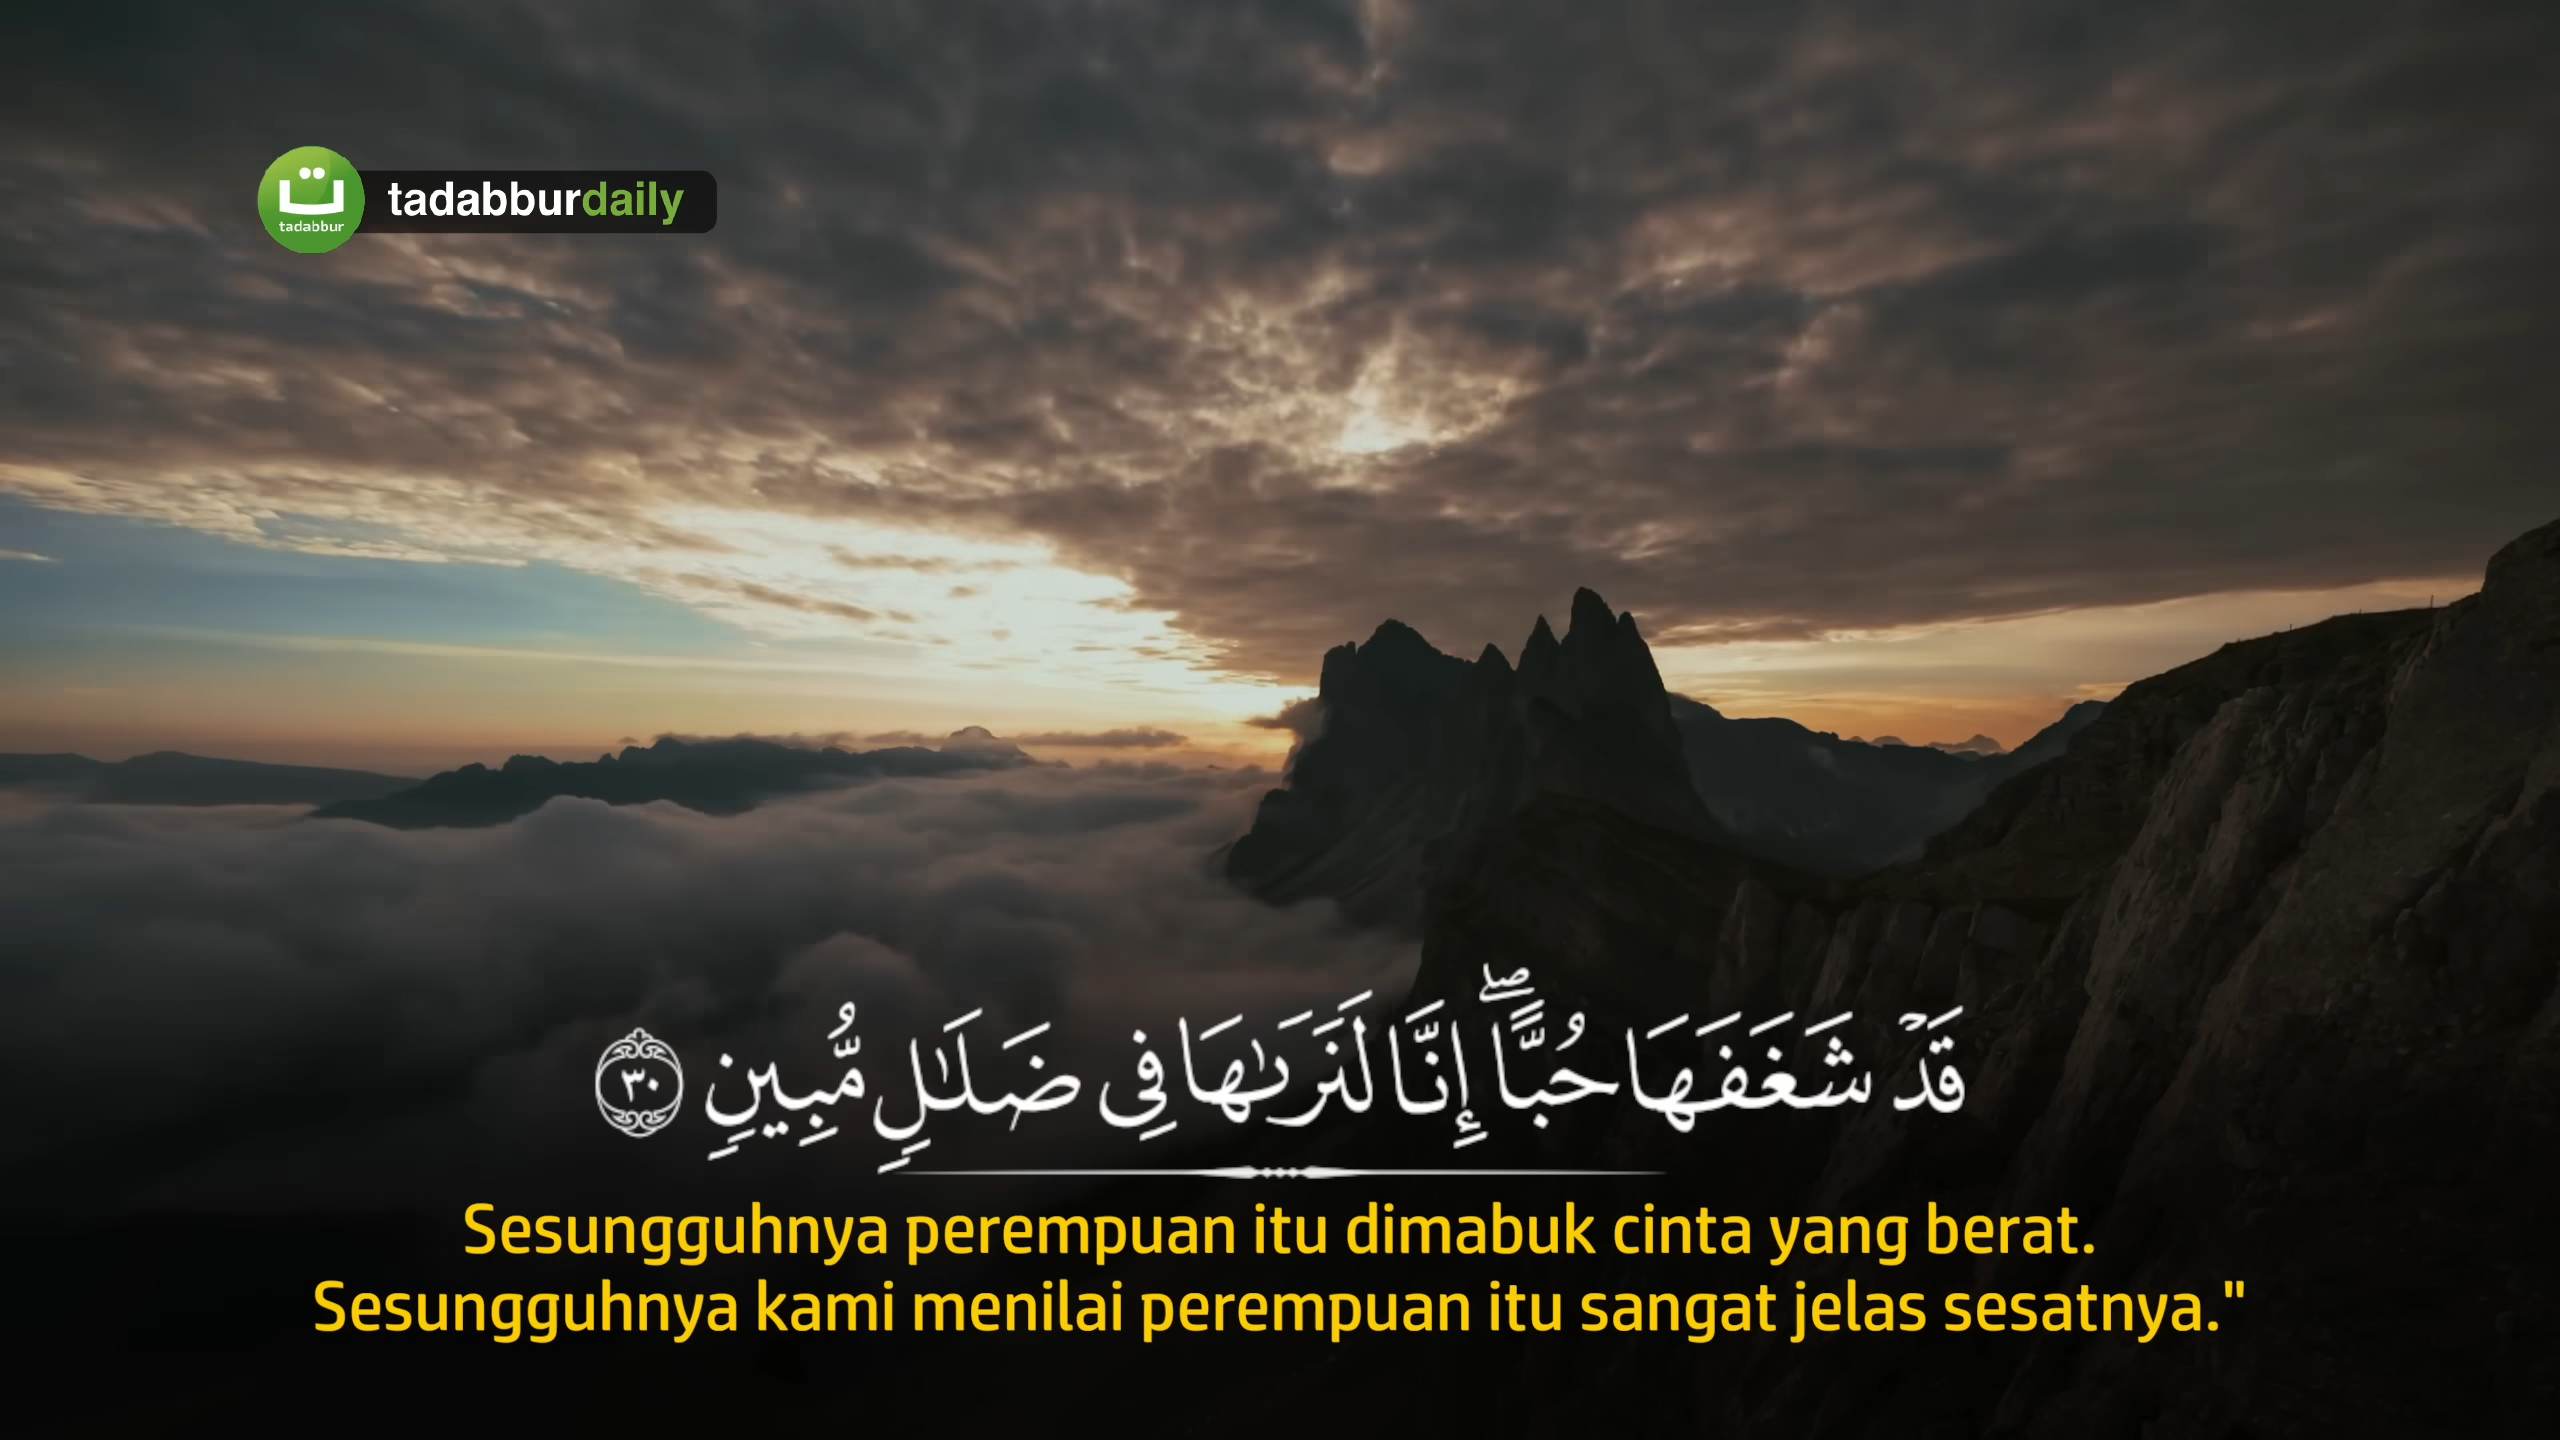 tadabbur
tadabburdaily
قَدْ شَغَفَهَا حُبًّا ۖ إِنَّا لَنَرَىٰهَا فِى ضَلَـٰلٍ مُّبِينٍ ٣٠
Sesungguhnya perempuan itu dimabuk cinta yang berat.
Sesungguhnya kami menilai perempuan itu sangat jelas sesatnya."